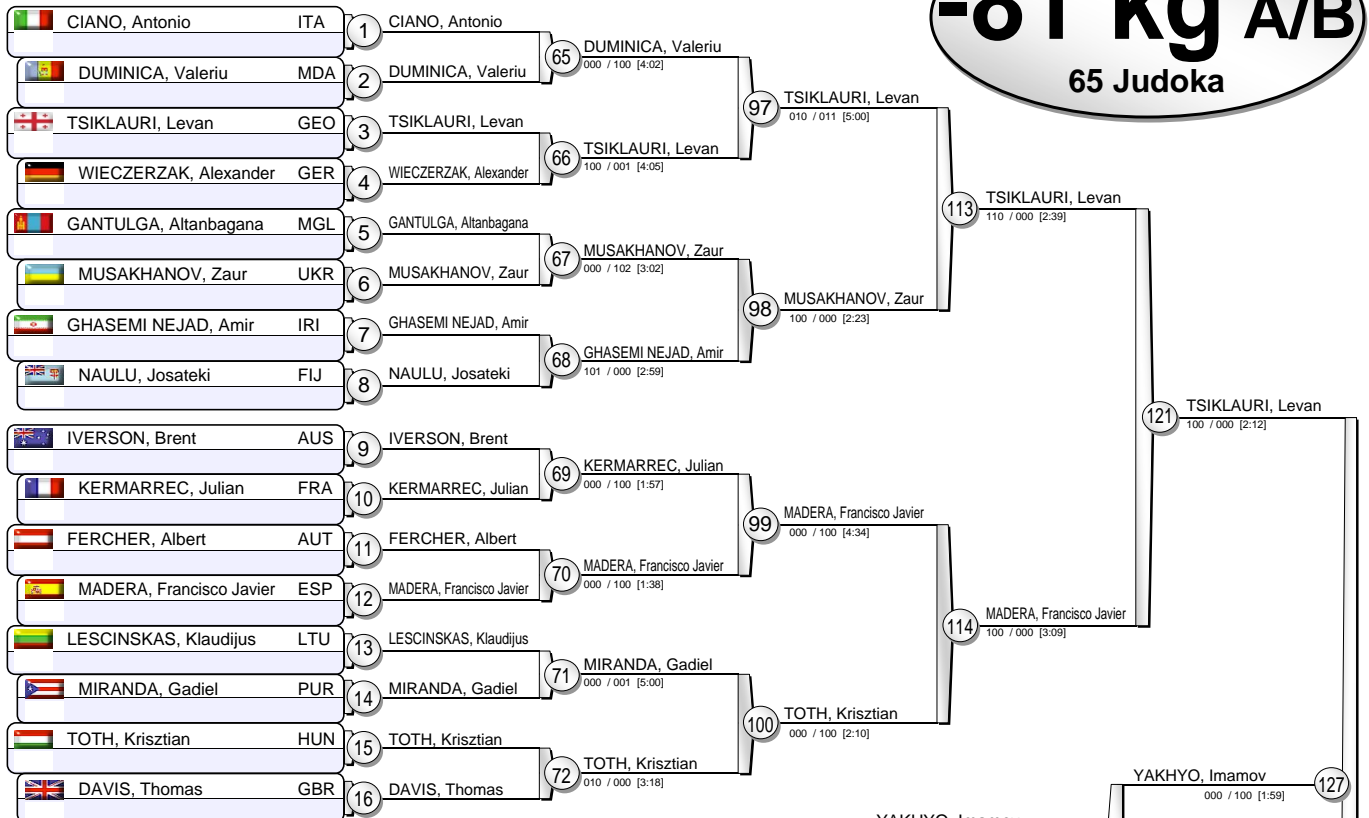 -81 kg A/B
65 Judoka
CIANO, Antonio ITA
DUMINICA, Valeriu MDA
TSIKLAURI, Levan GEO
WIECZERZAK, Alexander GER
GANTULGA, Altanbagana MGL
MUSAKHANOV, Zaur UKR
GHASEMI NEJAD, Amir IRI
NAULU, Josateki FIJ
IVERSON, Brent AUS
KERMARREC, Julian FRA
FERCHER, Albert AUT
MADERA, Francisco Javier ESP
LESCINSKAS, Klaudijus LTU
MIRANDA, Gadiel PUR
TOTH, Krisztian HUN
DAVIS, Thomas GBR
1 CIANO, Antonio
2 DUMINICA, Valeriu
3 TSIKLAURI, Levan
4 WIECZERZAK, Alexander
5 GANTULGA, Altanbagana
6 MUSAKHANOV, Zaur
7 GHASEMI NEJAD, Amir
8 NAULU, Josateki
9 IVERSON, Brent
10 KERMARREC, Julian
11 FERCHER, Albert
12 MADERA, Francisco Javier
13 LESCINSKAS, Klaudijus
14 MIRANDA, Gadiel
15 TOTH, Krisztian
16 DAVIS, Thomas
65 DUMINICA, Valeriu
000 / 100 [4:02]
66 TSIKLAURI, Levan
100 / 001 [4:05]
67 MUSAKHANOV, Zaur
000 / 102 [3:02]
68 GHASEMI NEJAD, Amir
101 / 000 [2:59]
69 KERMARREC, Julian
000 / 100 [1:57]
70 MADERA, Francisco Javier
000 / 100 [1:38]
71 MIRANDA, Gadiel
000 / 001 [5:00]
72 TOTH, Krisztian
010 / 000 [3:18]
97 TSIKLAURI, Levan
010 / 011 [5:00]
98 MUSAKHANOV, Zaur
100 / 000 [2:23]
99 MADERA, Francisco Javier
000 / 100 [4:34]
100 TOTH, Krisztian
000 / 100 [2:10]
113 TSIKLAURI, Levan
110 / 000 [2:39]
114 MADERA, Francisco Javier
100 / 000 [3:09]
121 TSIKLAURI, Levan
100 / 000 [2:12]
YAKHYO, Imamov 127
000 / 100 [1:59]
YAKHYO, Imamov